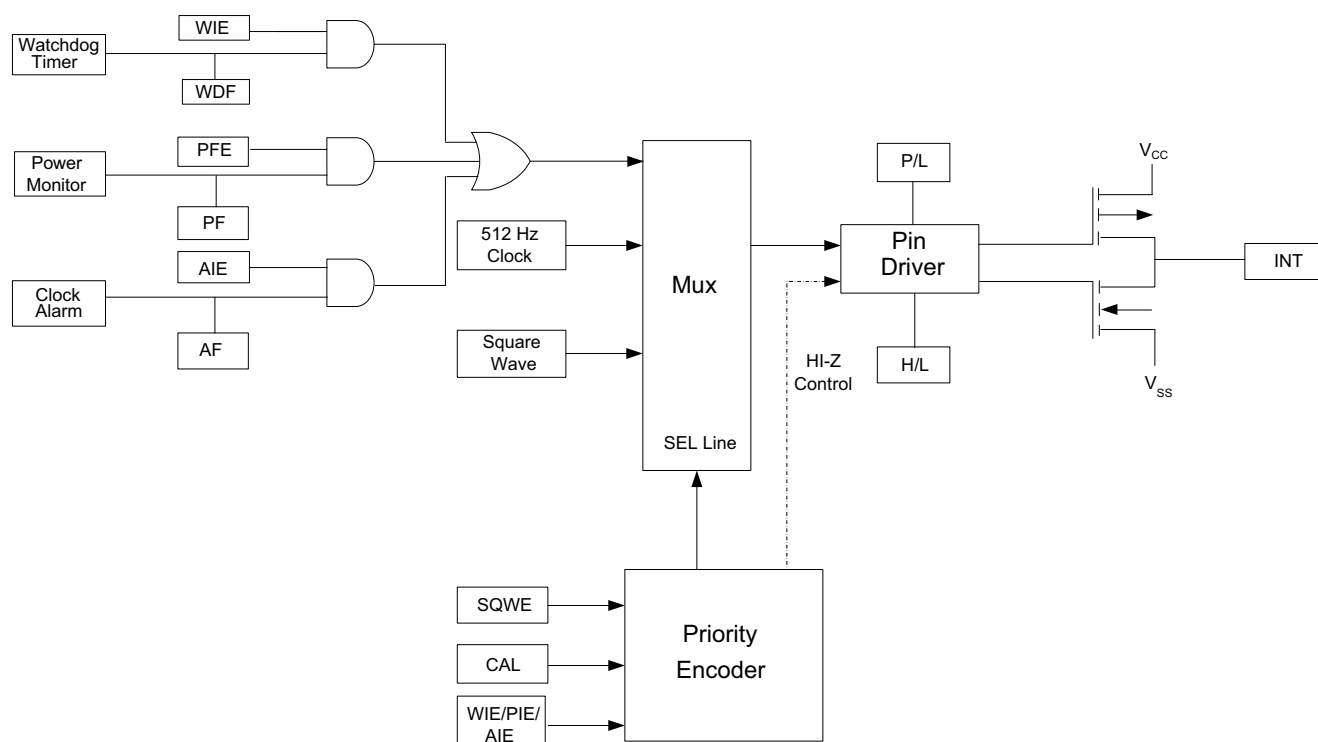 WIE
Watchdog
Timer
WDF
PFE
Power
Monitor
PF
AIE
Clock
Alarm
AF
512 Hz
Clock
Square
Wave
Mux
SEL Line
P/L
Pin
Driver
H/L
HI-Z
Control
VCC
INT
VSS
SQWE
CAL
WIE/PIE/
AIE
Priority
Encoder